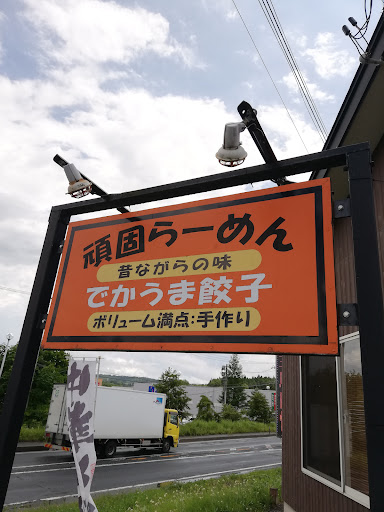 頑固らーめん
昔ながらの味
でかうま餃子
ボリューム満点:手作り